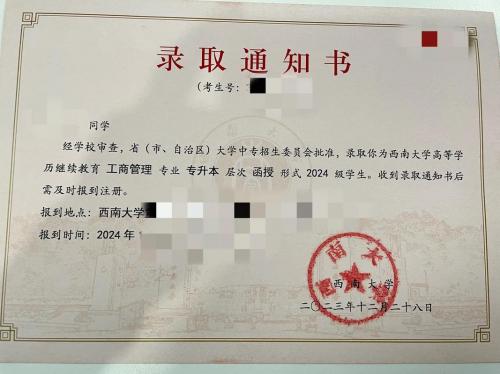 录取通知书
(考生号:
同学
经学校审查，省（市、自治区）大学中专招生委员会批准，录取你为西南大学高等学
历继续教育 工商管理 专业 专升本 层次 函授 形式 2024 级学生。收到录取通知书后
需及时报到注册。
报到地点：西南大学
报到时间：2024 年
西南大学
西南大学
二〇二三年十二月二十八日